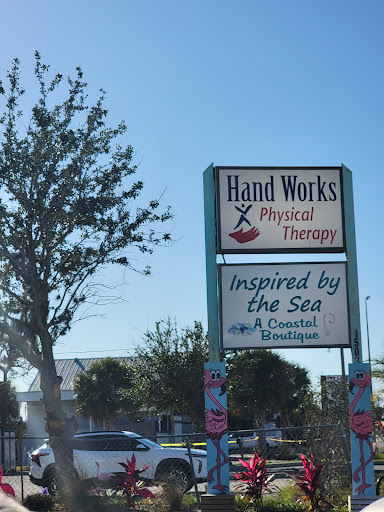 Hand Works
Physical
Therapy
Inspired by
the Sea
A Coastal
Boutique